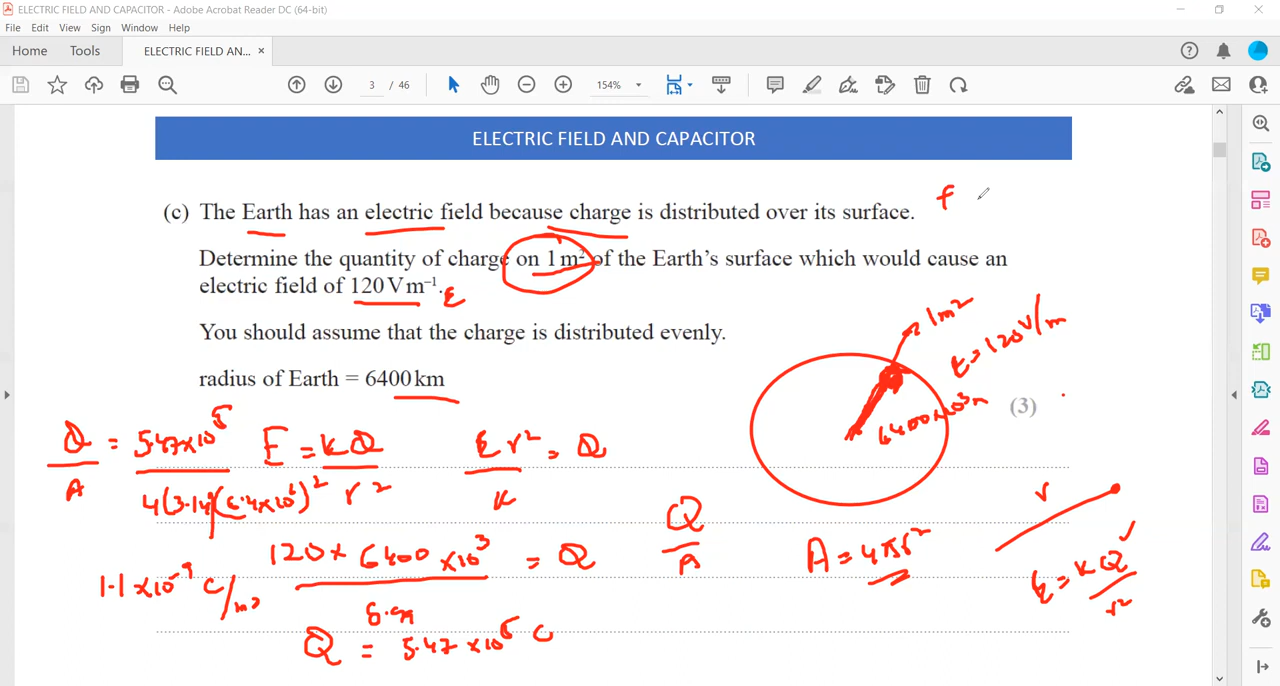 ELECTRIC FIELD AND CAPACITOR - Adobe Acrobat Reader DC (64-bit)
File Edit View Sign Window Help
Home Tools ELECTRIC FIELD AN... ×
3 / 46 154%
ELECTRIC FIELD AND CAPACITOR
(c) The Earth has an electric field because charge is distributed over its surface.
f
Determine the quantity of charge on 1 m² of the Earth's surface which would cause an
electric field of 120 V m⁻¹.
E
You should assume that the charge is distributed evenly.
radius of Earth = 6400 km
1m²
E = 120 V/m
6400×10³m
(3)
Q/A = 5.47×10⁵ / 4(3.14)(6.4×10⁶)²
E = kQ / r²
E r² / k = Q
r
120 × 6400 × 10³ / 8.99 = Q
Q/A
A = 4πr²
E = kQ / r²
1.1×10⁻⁹ C/m²
Q = 5.47 × 10⁵ C